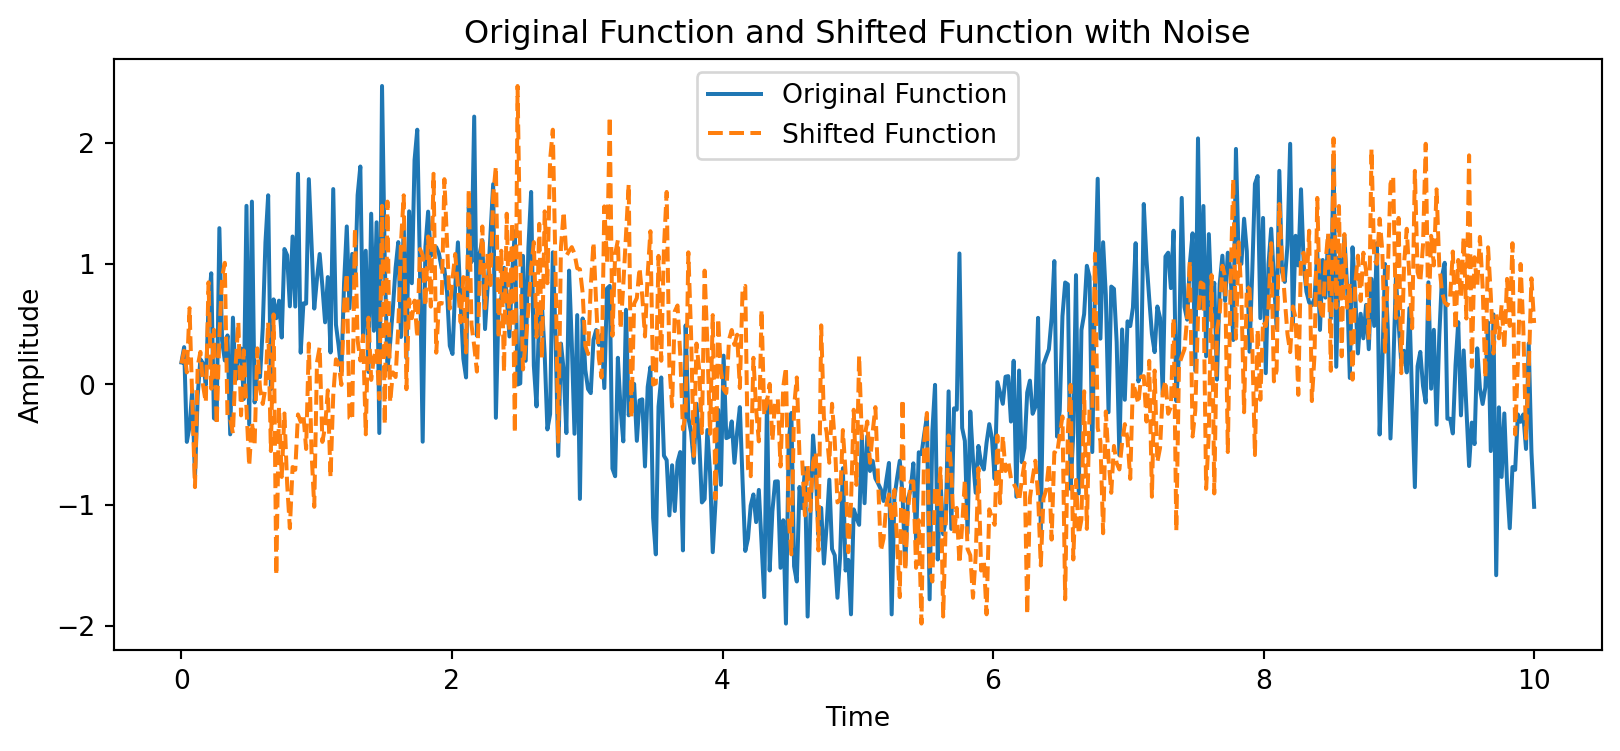 Original Function and Shifted Function with Noise
Original Function
Shifted Function
Amplitude
2
1
0
−1
−2
0 2 4 6 8 10
Time